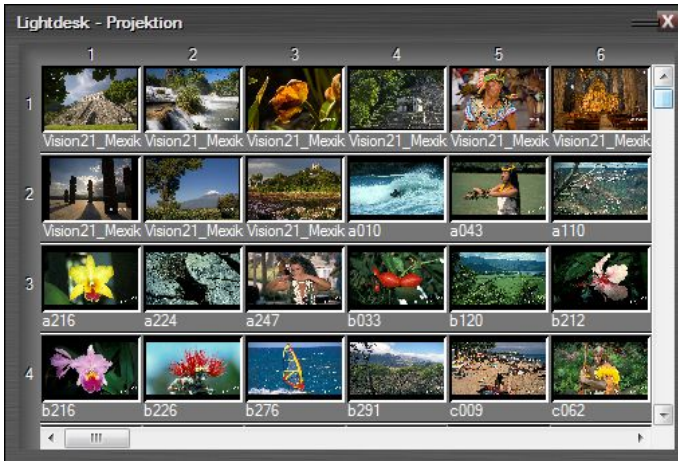 Lightdesk - Projektion
1 2 3 4 5 6
1
Vision21_Mexik Vision21_Mexik Vision21_Mexik Vision21_Mexik Vision21_Mexik Vision21_Mexik
2
Vision21_Mexik Vision21_Mexik Vision21_Mexik a010 a043 a110
3
a216 a224 a247 b033 b120 b212
4
b216 b226 b276 b291 c009 c062